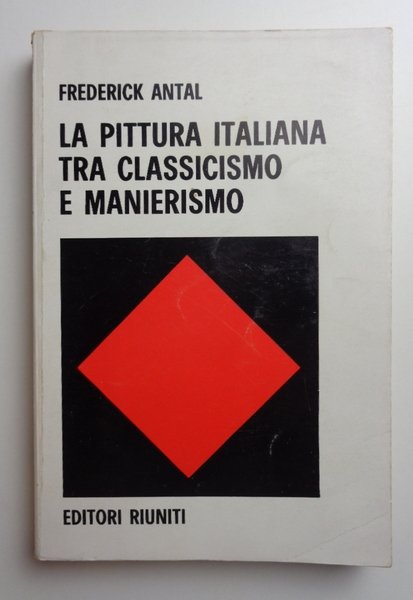 FREDERICK ANTAL
LA PITTURA ITALIANA
TRA CLASSICISMO
E MANIERISMO
EDITORI RIUNITI